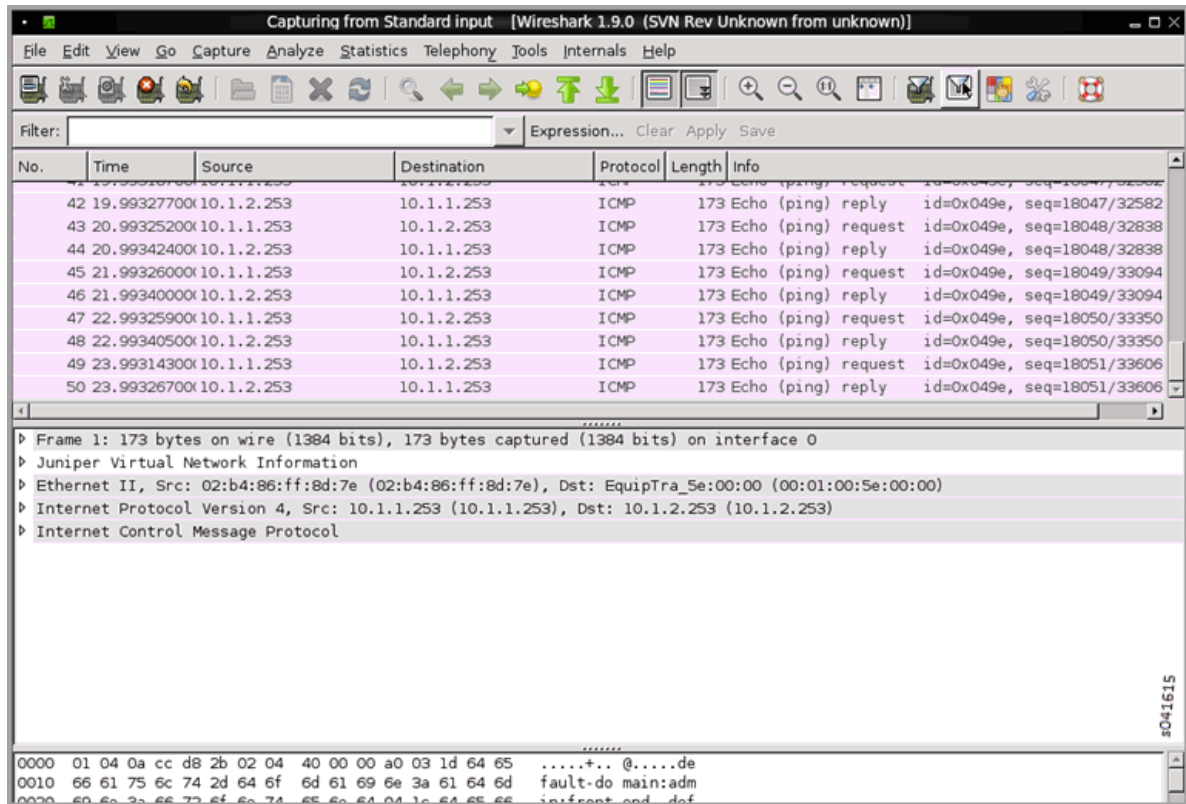 Capturing from Standard input [Wireshark 1.9.0 (SVN Rev Unknown from unknown)]
File Edit View Go Capture Analyze Statistics Telephony Tools Internals Help
Filter: Expression... Clear Apply Save
No. Time Source Destination Protocol Length Info
42 19.99327700( 10.1.2.253 10.1.1.253 ICMP 173 Echo (ping) reply id=0x049e, seq=18047/32582
43 20.99325200( 10.1.1.253 10.1.2.253 ICMP 173 Echo (ping) request id=0x049e, seq=18048/32838
44 20.99342400( 10.1.2.253 10.1.1.253 ICMP 173 Echo (ping) reply id=0x049e, seq=18048/32838
45 21.99326000( 10.1.1.253 10.1.2.253 ICMP 173 Echo (ping) request id=0x049e, seq=18049/33094
46 21.99340000( 10.1.2.253 10.1.1.253 ICMP 173 Echo (ping) reply id=0x049e, seq=18049/33094
47 22.99325900( 10.1.1.253 10.1.2.253 ICMP 173 Echo (ping) request id=0x049e, seq=18050/33350
48 22.99340500( 10.1.2.253 10.1.1.253 ICMP 173 Echo (ping) reply id=0x049e, seq=18050/33350
49 23.99314300( 10.1.1.253 10.1.2.253 ICMP 173 Echo (ping) request id=0x049e, seq=18051/33606
50 23.99326700( 10.1.2.253 10.1.1.253 ICMP 173 Echo (ping) reply id=0x049e, seq=18051/33606
Frame 1: 173 bytes on wire (1384 bits), 173 bytes captured (1384 bits) on interface 0
Juniper Virtual Network Information
Ethernet II, Src: 02:b4:86:ff:8d:7e (02:b4:86:ff:8d:7e), Dst: EquipTra_5e:00:00 (00:01:00:5e:00:00)
Internet Protocol Version 4, Src: 10.1.1.253 (10.1.1.253), Dst: 10.1.2.253 (10.1.2.253)
Internet Control Message Protocol
s041615
0000 01 04 0a cc d8 2b 02 04 40 00 00 a0 03 1d 64 65 .....+.. @.....de
0010 66 61 75 6c 74 2d 64 6f 6d 61 69 6e 3a 61 64 6d fault-do main:adm